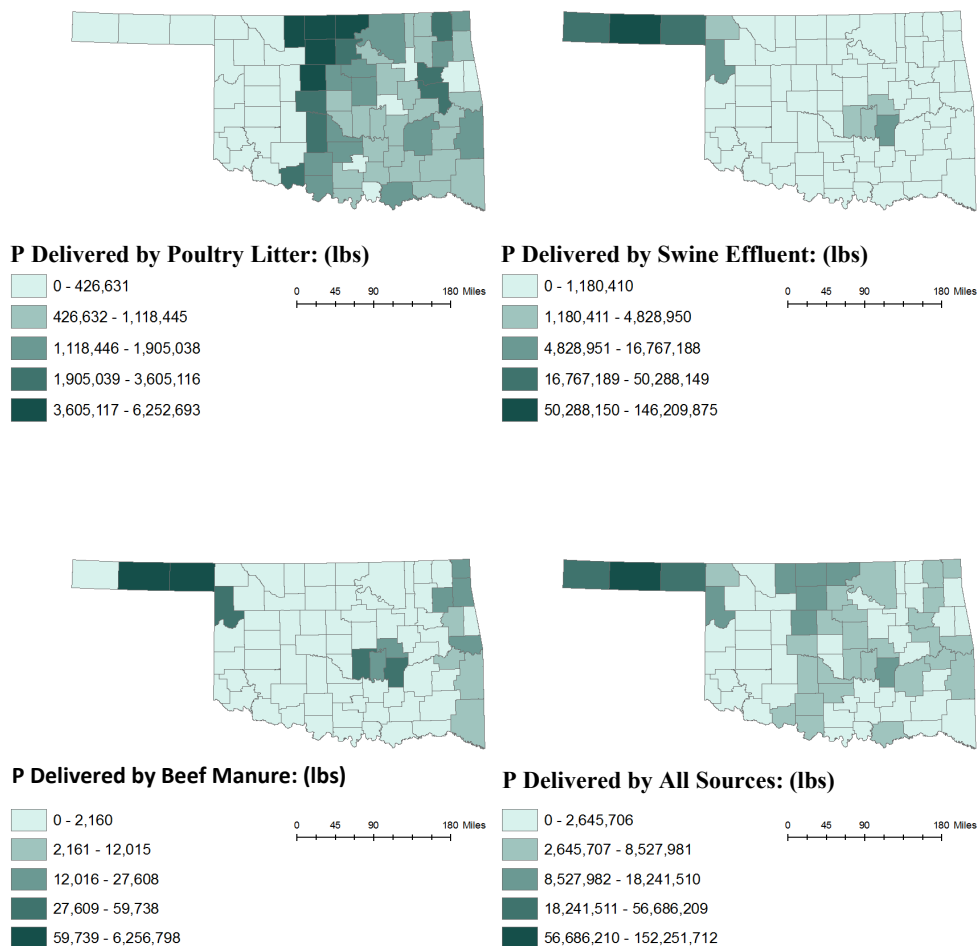 P Delivered by Poultry Litter: (lbs)
0 - 426,631
426,632 - 1,118,445
1,118,446 - 1,905,038
1,905,039 - 3,605,116
3,605,117 - 6,252,693
0 45 90 180 Miles
P Delivered by Swine Effluent: (lbs)
0 - 1,180,410
1,180,411 - 4,828,950
4,828,951 - 16,767,188
16,767,189 - 50,288,149
50,288,150 - 146,209,875
0 45 90 180 Miles
P Delivered by Beef Manure: (lbs)
0 - 2,160
2,161 - 12,015
12,016 - 27,608
27,609 - 59,738
59,739 - 6,256,798
0 45 90 180 Miles
P Delivered by All Sources: (lbs)
0 - 2,645,706
2,645,707 - 8,527,981
8,527,982 - 18,241,510
18,241,511 - 56,686,209
56,686,210 - 152,251,712
0 45 90 180 Miles